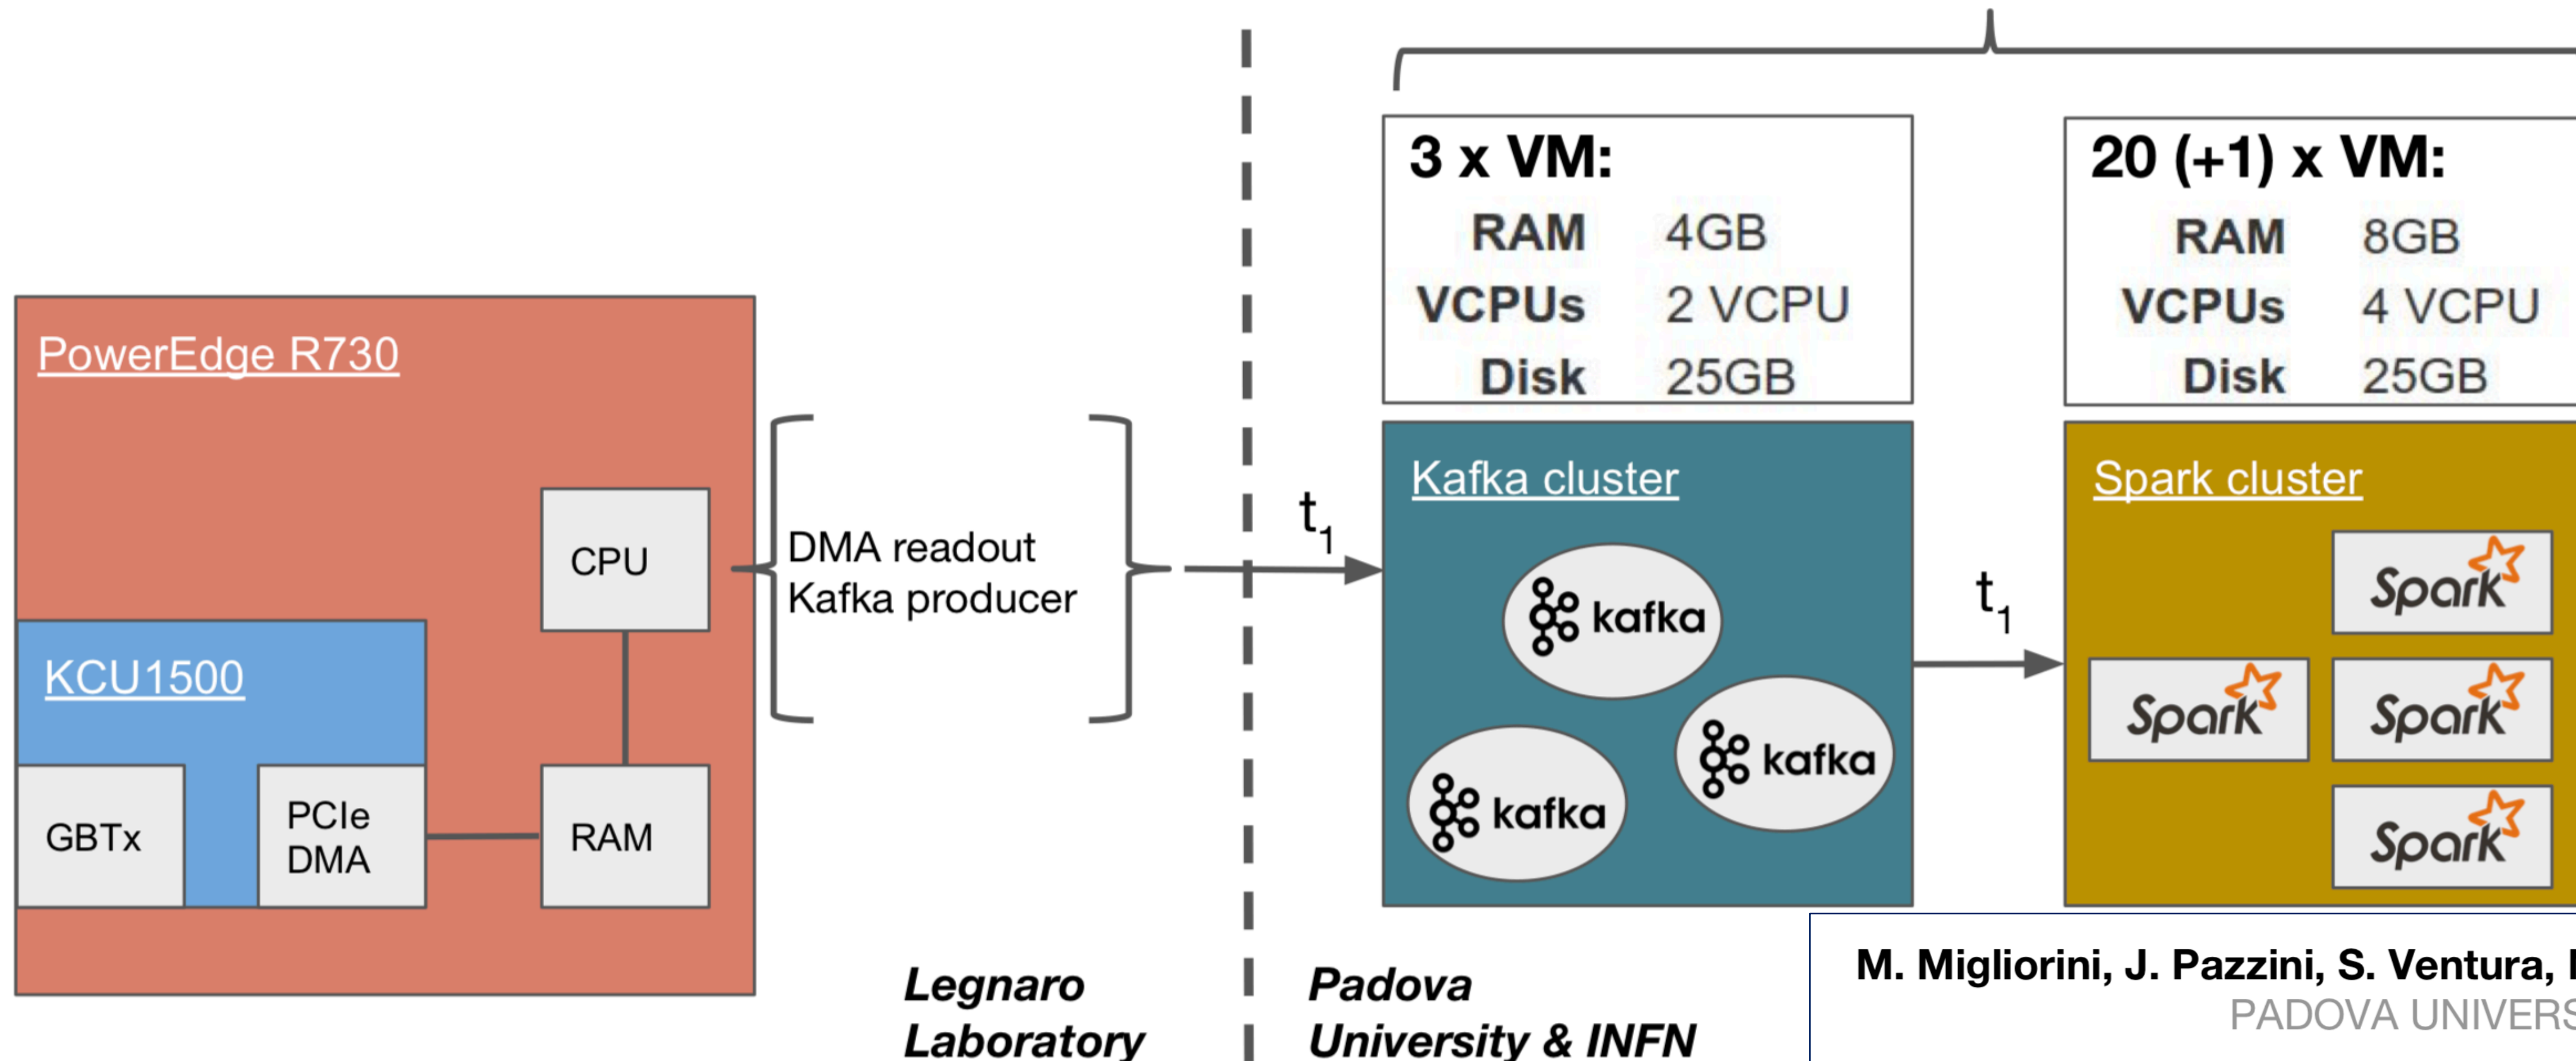 3 x VM:
RAM 4GB
VCPUs 2 VCPU
Disk 25GB
20 (+1) x VM:
RAM 8GB
VCPUs 4 VCPU
Disk 25GB
PowerEdge R730
CPU
KCU1500
GBTx
PCIe
DMA
RAM
DMA readout
Kafka producer
t1
Kafka cluster
kafka
kafka
kafka
t1
Spark cluster
Spark
Spark
Spark
Spark
Legnaro
Laboratory
Padova
University & INFN
M. Migliorini, J. Pazzini, S. Ventura,
PADOVA